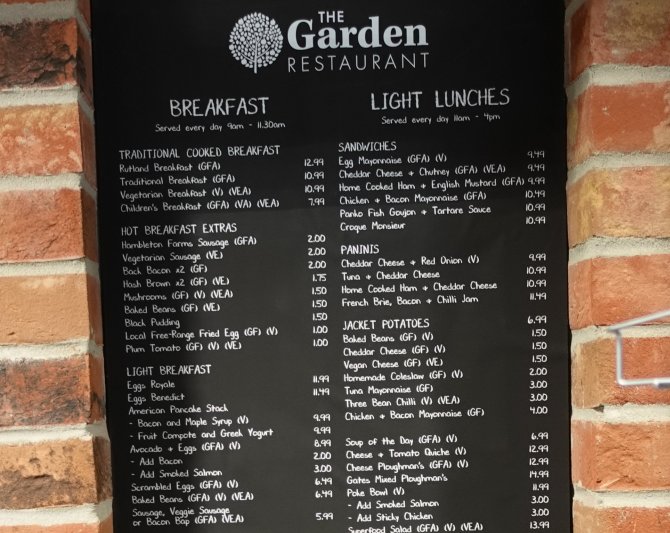 THE
Garden
RESTAURANT
BREAKFAST
Served every day 9am - 11.30am
TRADITIONAL COOKED BREAKFAST
Rutland Breakfast (GFA) 12.99
Traditional Breakfast (GFA) 10.99
Vegetarian Breakfast (V) (VEA) 10.99
Children's Breakfast (GFA) (VA) (VEA) 7.99
HOT BREAKFAST EXTRAS
Hambleton Farms Sausage (GFA) 2.00
Vegetarian Sausage (VE) 2.00
Back Bacon x2 (GF) 2.00
Hash Brown x2 (GF) (VE) 1.75
Mushrooms (GF) (V) (VEA) 1.50
Baked Beans (GF) (VE) 1.50
Black Pudding 1.50
Local Free-Range Fried Egg (GF) (V) 1.00
Plum Tomato (GF) (V) (VE) 1.00
LIGHT BREAKFAST
Eggs Royale 11.99
Eggs Benedict 11.49
American Pancake Stack
- Bacon and Maple Syrup (V) 9.99
- Fruit Compote and Greek Yogurt 9.99
Avocado + Eggs (GFA) (V) 8.99
- Add Bacon 2.00
- Add Smoked Salmon 3.00
Scrambled Eggs (GFA) (V) 6.49
Baked Beans (GFA) (V) (VEA) 6.49
Sausage, Veggie Sausage
or Bacon Bap (GFA) (VEA) 5.99
LIGHT LUNCHES
Served every day 11am - 4pm
SANDWICHES
Egg Mayonnaise (GFA) (V) 9.49
Cheddar Cheese + Chutney (GFA) (VEA) 9.49
Home Cooked Ham + English Mustard (GFA) 9.99
Chicken + Bacon Mayonnaise (GFA) 10.49
Panko Fish Goujon + Tartare Sauce 10.99
Croque Monsieur 10.99
PANINIS
Cheddar Cheese + Red Onion (V) 9.99
Tuna + Cheddar Cheese 10.99
Home Cooked Ham + Cheddar Cheese 10.99
French Brie, Bacon + Chilli Jam 11.49
JACKET POTATOES 6.99
Baked Beans (GF) (V) 1.50
Cheddar Cheese (GF) (V) 1.50
Vegan Cheese (GF) (VE) 1.50
Homemade Coleslaw (GF) (V) 2.00
Tuna Mayonnaise (GF) 3.00
Three Bean Chilli (V) (VEA) 3.00
Chicken + Bacon Mayonnaise (GF) 4.00
Soup of the Day (GFA) (V) 6.99
Cheese + Tomato Quiche (V) 12.99
Cheese Ploughman's (GFA) (V) 12.99
Gates Mixed Ploughman's 14.99
Poke Bowl (V) 11.99
- Add Smoked Salmon 3.00
- Add Sticky Chicken 3.00
Superfood Salad (GFA) (V) (VEA) 13.99